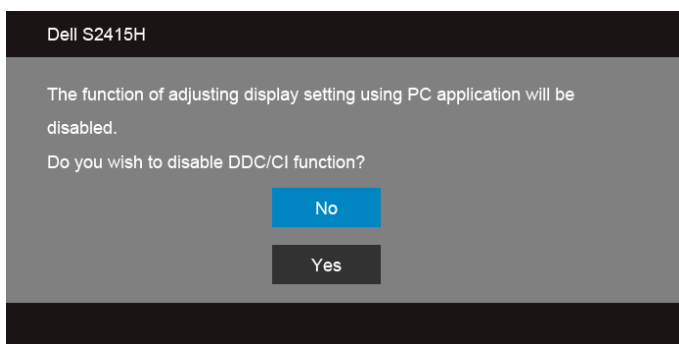 Dell S2415H
The function of adjusting display setting using PC application will be
disabled.
Do you wish to disable DDC/CI function?
No
Yes